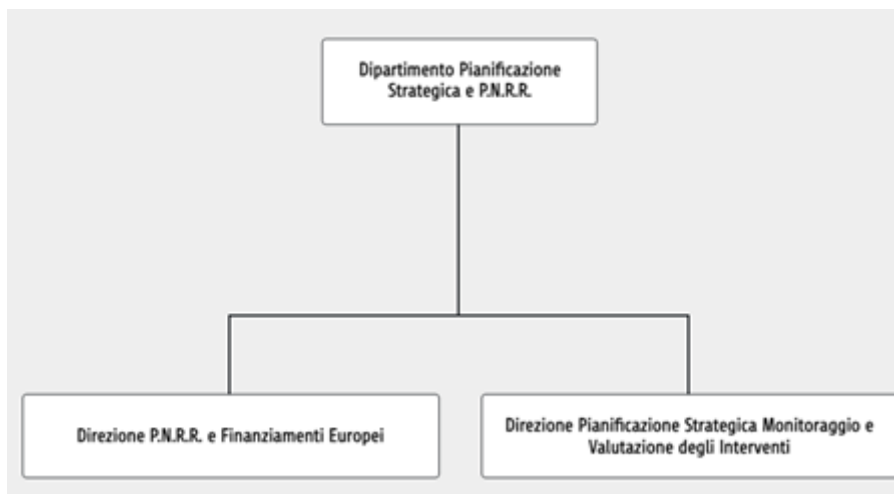 Dipartimento Pianificazione
Strategica e P.N.R.R.
Direzione P.N.R.R. e Finanziamenti Europei
Direzione Pianificazione Strategica Monitoraggio e
Valutazione degli Interventi